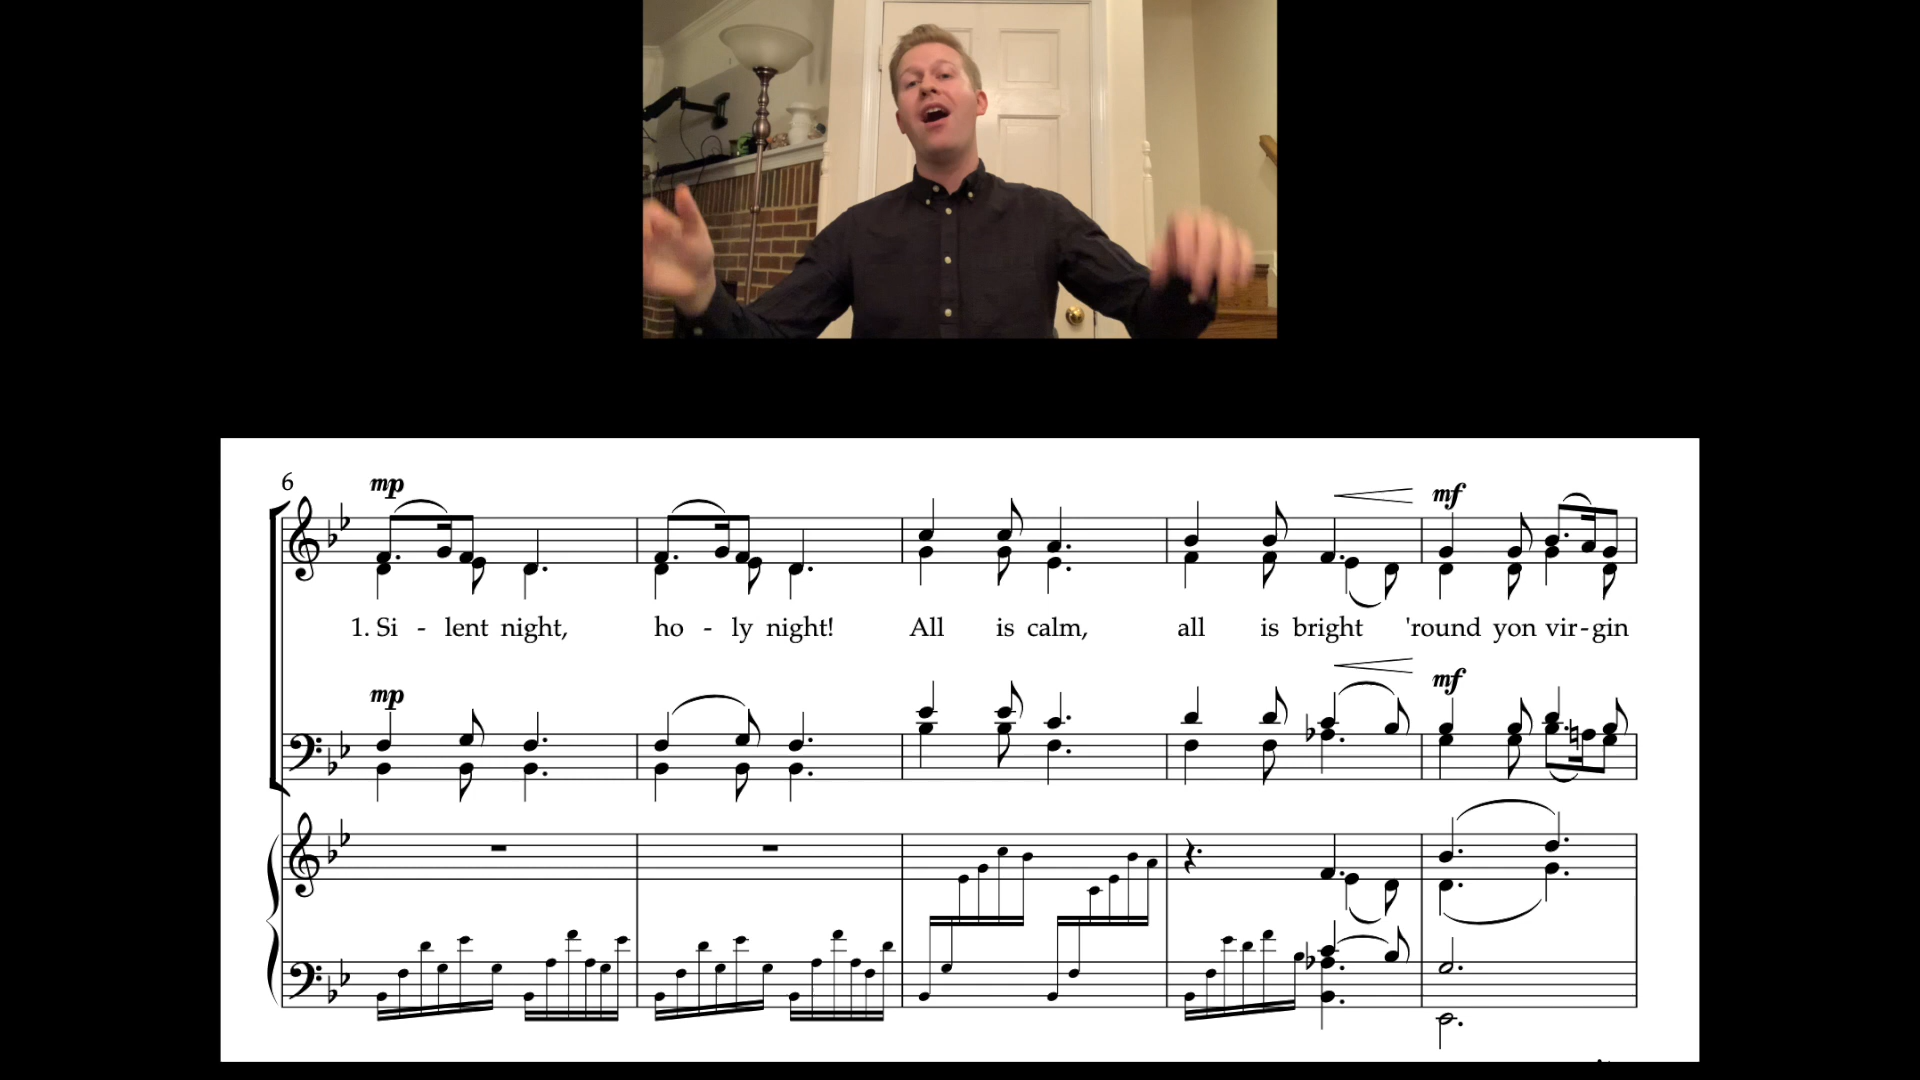 6
mp
1. Si - lent night, ho - ly night! All is calm, all is bright 'round yon vir - gin
mp
mf
mf